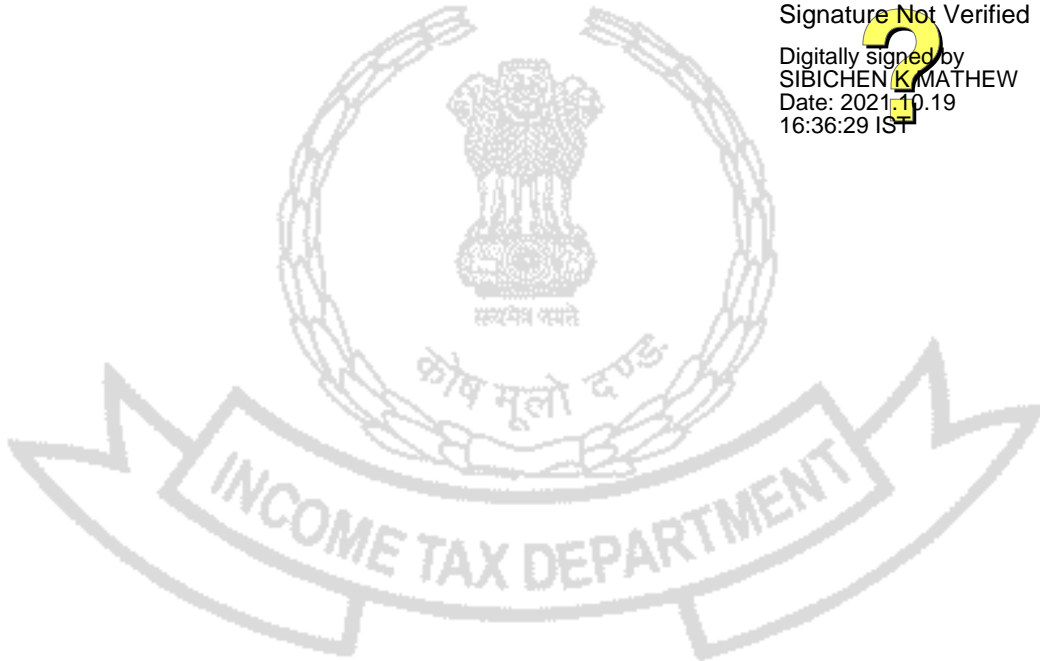 Signature Not Verified
Digitally signed by
SIBICHEN K MATHEW
Date: 2021.10.19
16:36:29 IST
सत्यमेव जयते
कोष मूलो दण्ड
INCOME TAX DEPARTMENT